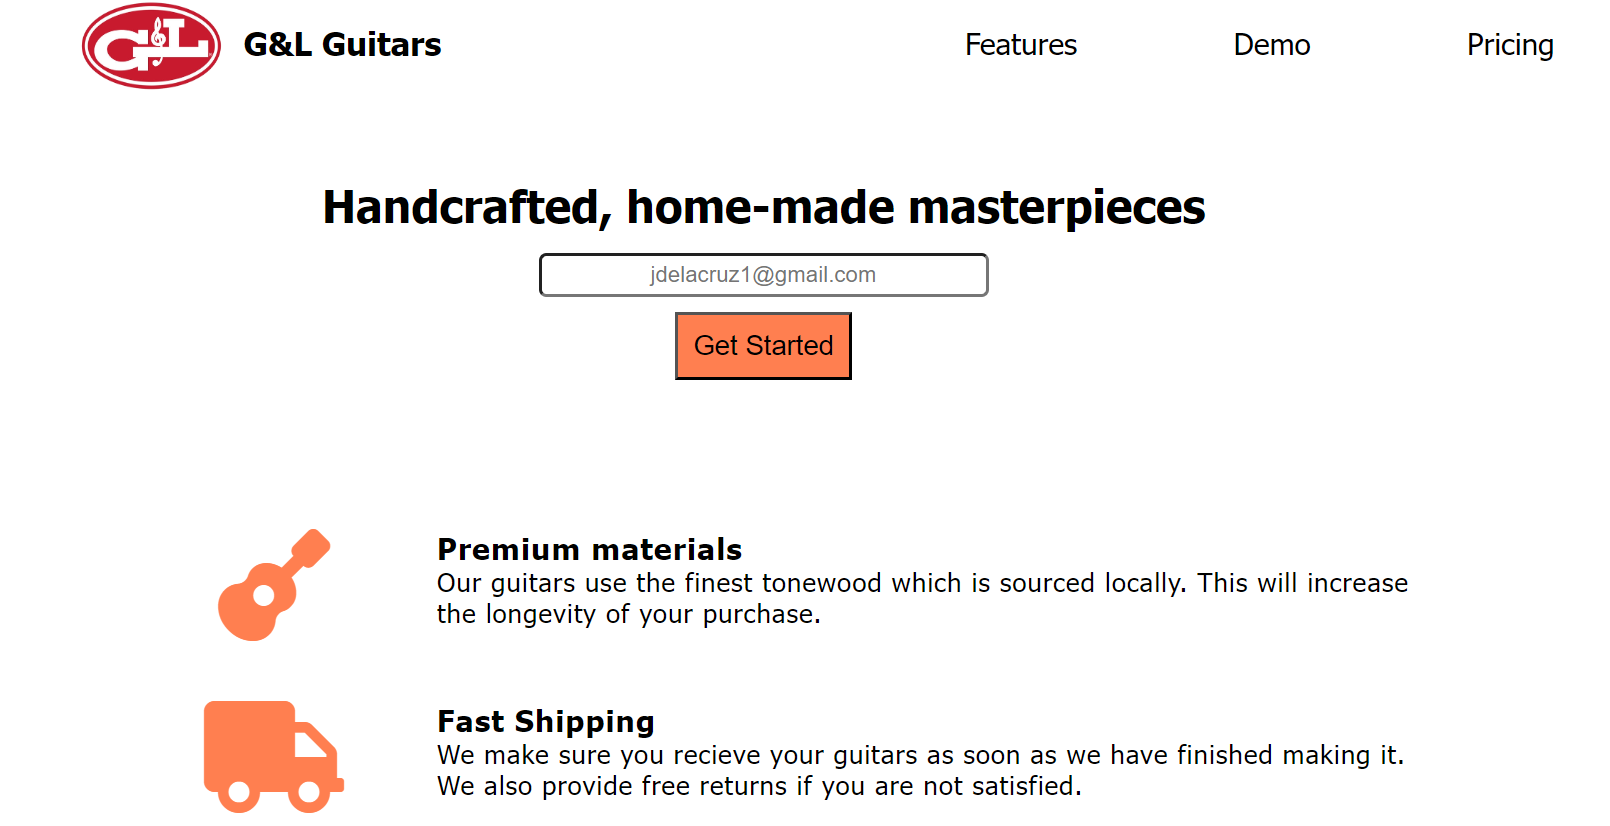 G&L G&L Guitars Features Demo Pricing
Handcrafted, home-made masterpieces
jdelacruz1@gmail.com
Get Started
Premium materials
Our guitars use the finest tonewood which is sourced locally. This will increase
the longevity of your purchase.
Fast Shipping
We make sure you recieve your guitars as soon as we have finished making it.
We also provide free returns if you are not satisfied.